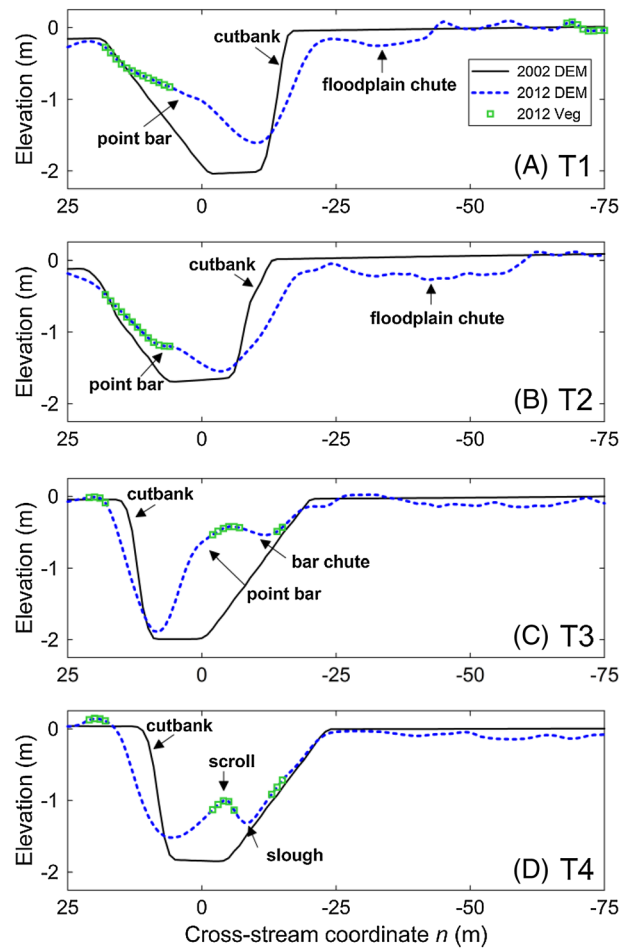 0
-1
-2
Elevation (m)
cutbank
point bar
floodplain chute
2002 DEM
2012 DEM
2012 Veg
(A) T1
25
0
-25
-50
-75
0
-1
-2
Elevation (m)
cutbank
point bar
floodplain chute
(B) T2
25
0
-25
-50
-75
0
-1
-2
Elevation (m)
cutbank
bar chute
point bar
(C) T3
25
0
-25
-50
-75
0
-1
-2
Elevation (m)
cutbank
scroll
slough
(D) T4
25
0
-25
-50
-75
Cross-stream coordinate n (m)